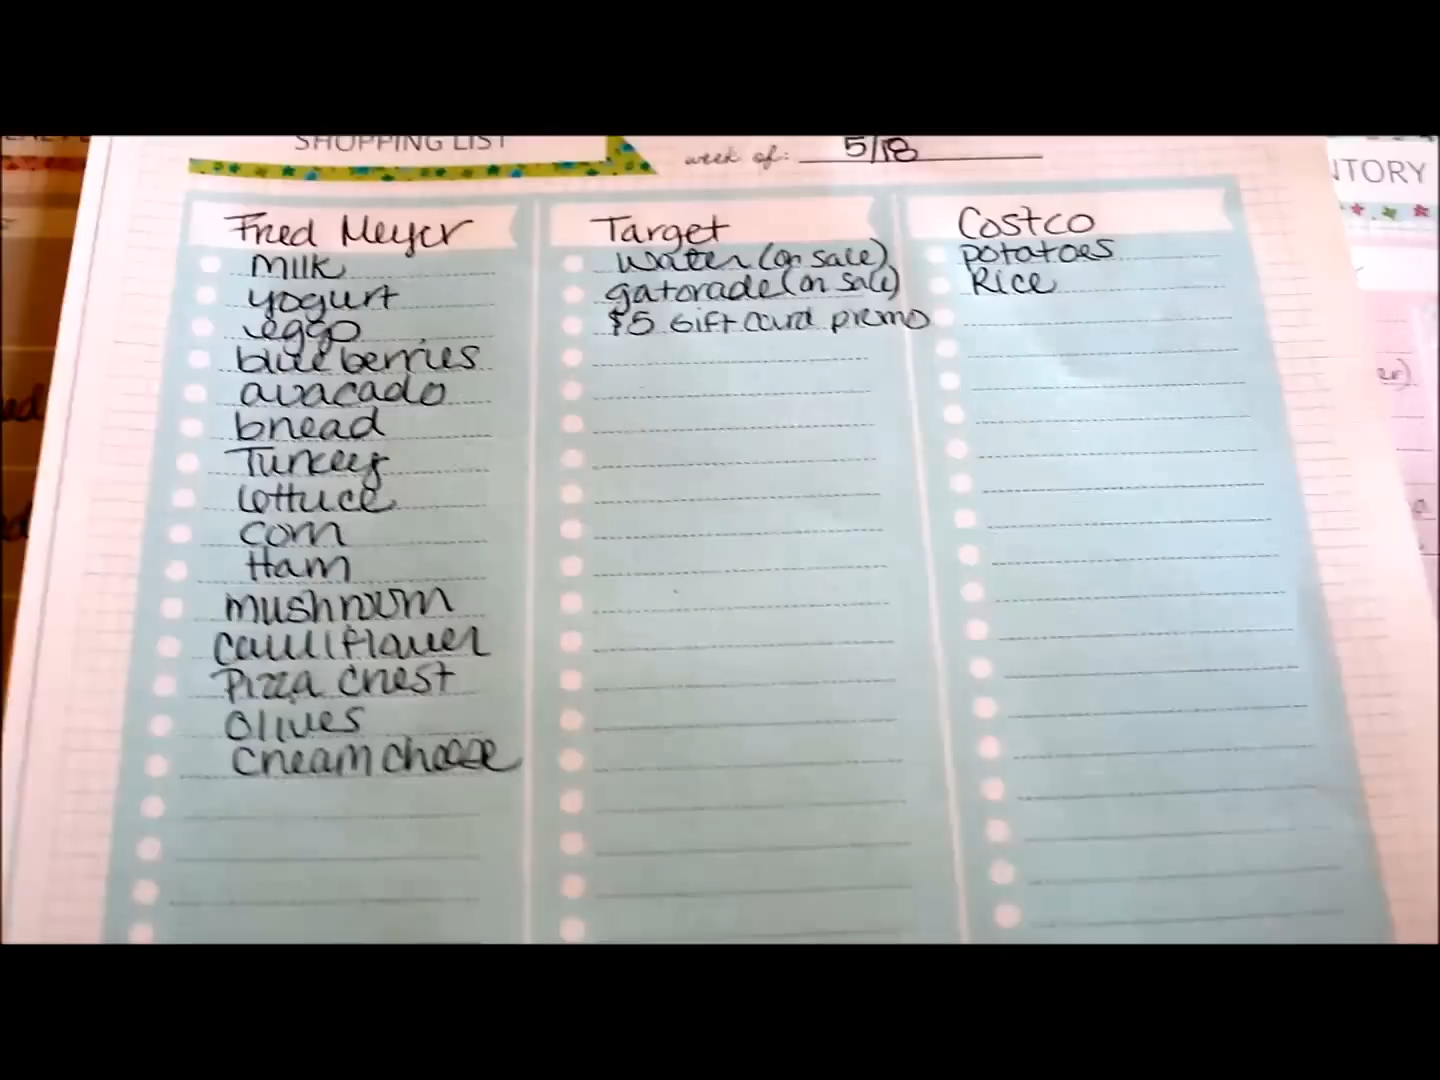 SHOPPING LIST
week of: 5/18
Fred Meyer
milk
yogurt
eggo
blueberries
avacado
bread
Turkey
lettuce
corn
Ham
mushroom
cauliflower
Pizza crest
Olives
cream cheese
Target
water (on sale)
gatorade (on sale)
$5 Gift card promo
Costco
potatoes
Rice
NTORY
er)